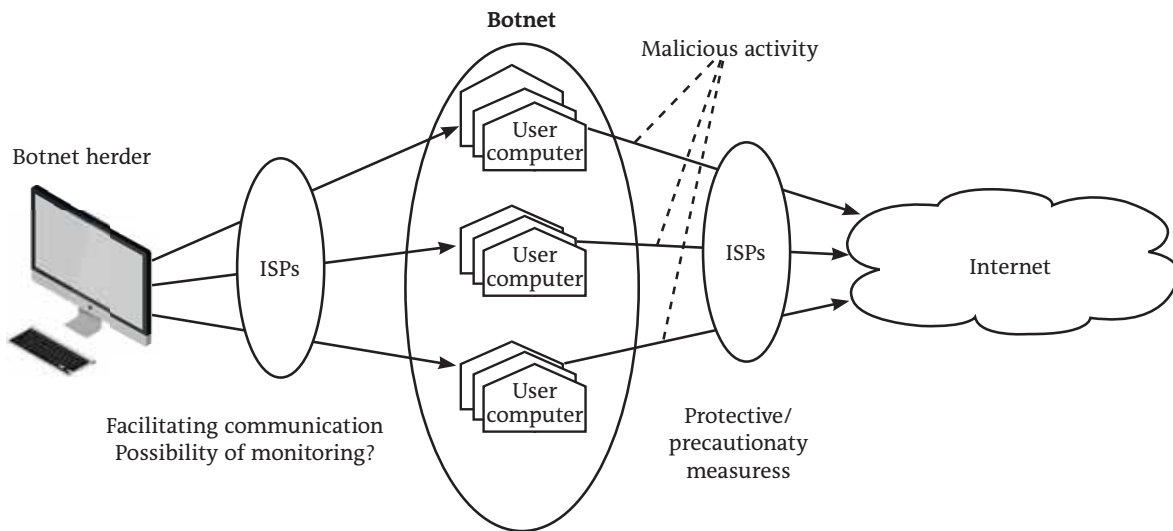 Botnet
Malicious activity
Botnet herder
User
computer
ISPs
User
computer
ISPs
Internet
User
computer
Facilitating communication
Possibility of monitoring?
Protective/
precautionaty
measuress